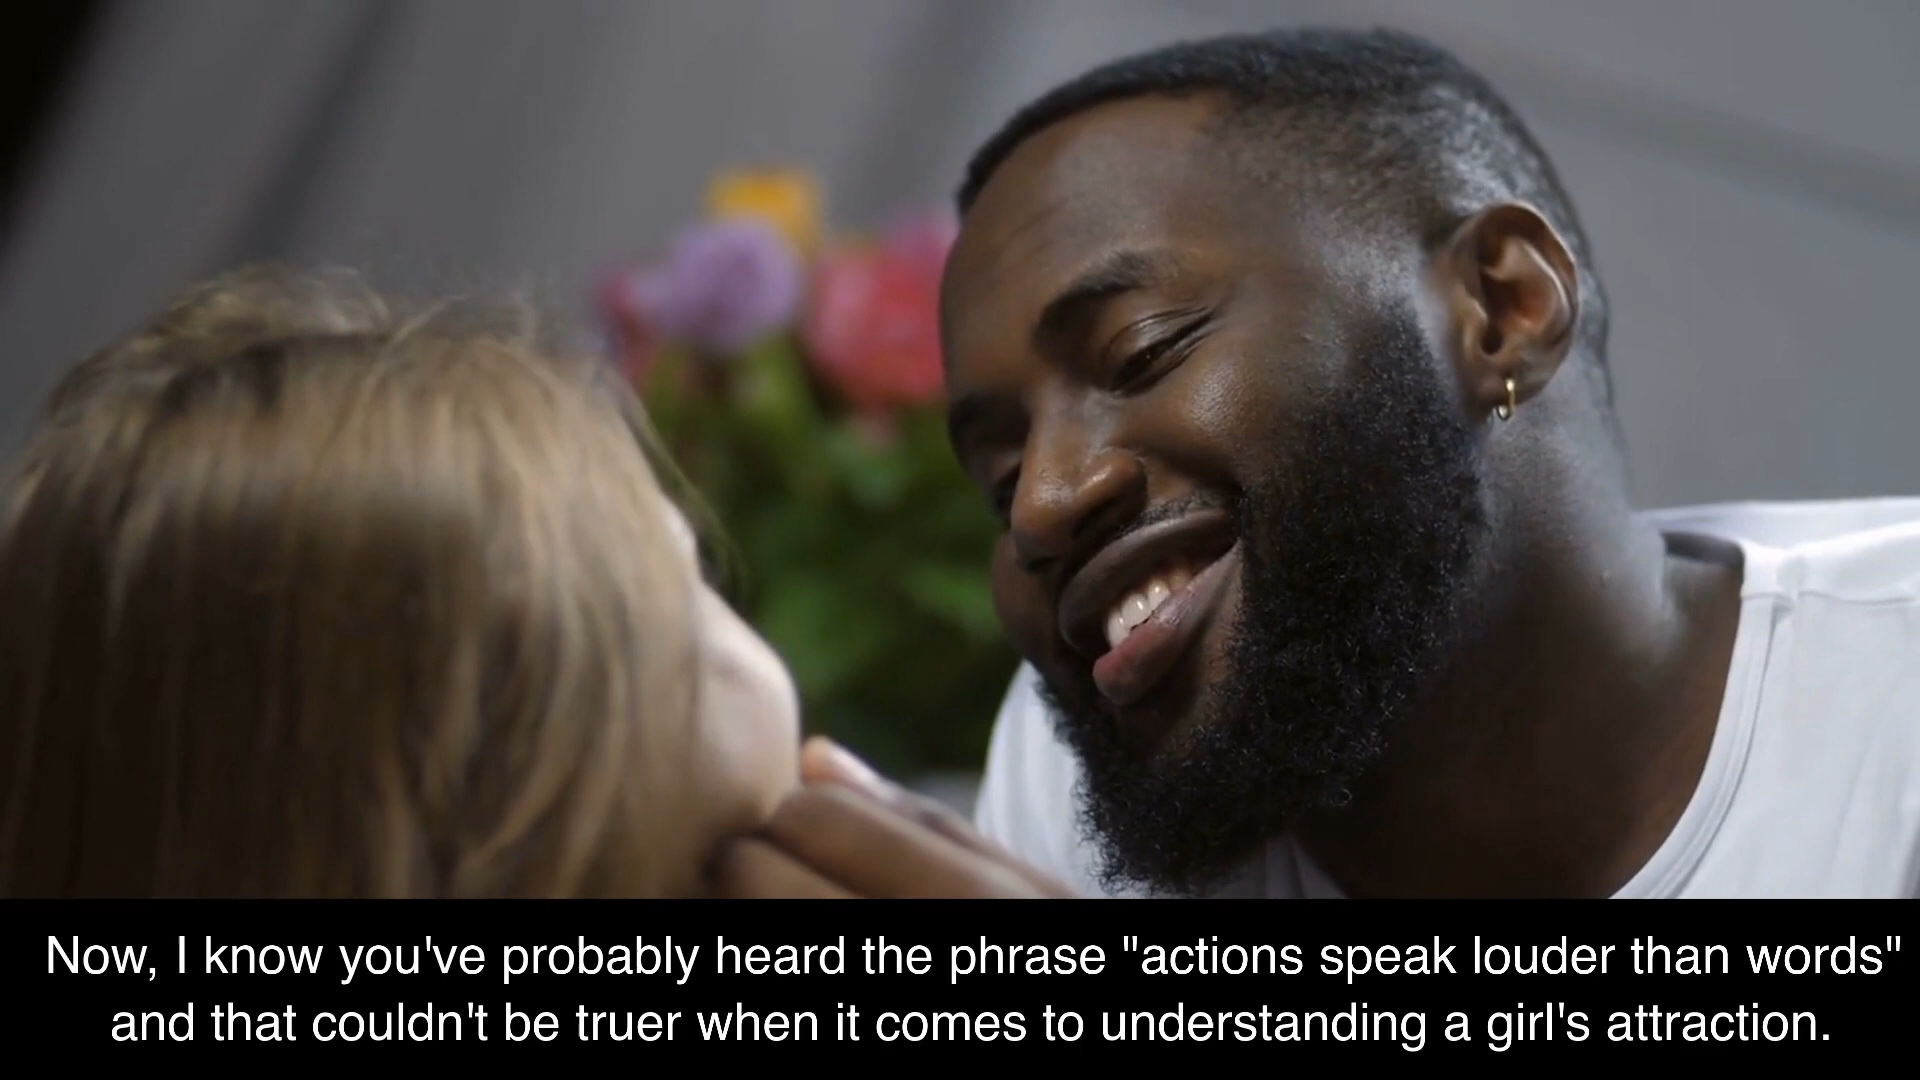 Now, I know you've probably heard the phrase "actions speak louder than words"
and that couldn't be truer when it comes to understanding a girl's attraction.